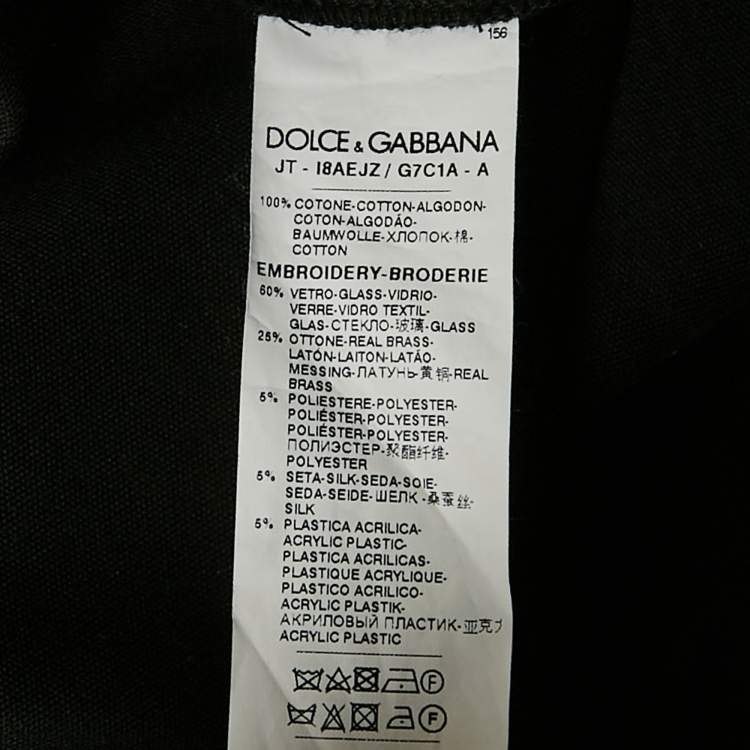 156
DOLCE & GABBANA
JT - I8AEJZ / G7C1A - A
100% COTONE-COTTON-ALGODON-
COTON-ALGODÁO-
BAUMWOLLE-ХЛОПОК-棉-
COTTON
EMBROIDERY-BRODERIE
60% VETRO-GLASS-VIDRIO-
VERRE-VIDRO TEXTIL-
GLAS-СТЕКЛО-玻璃-GLASS
25% OTTONE-REAL BRASS-
LATÓN-LAITON-LATÁO-
MESSING-ЛАТУНЬ-黄铜-REAL
BRASS
5% POLIESTERE-POLYESTER-
POLIÉSTER-POLYESTER-
POLIÉSTER-POLYESTER-
ПОЛИЭСТЕР-聚酯纤维-
POLYESTER
5% SETA-SILK-SEDA-SOIE-
SEDA-SEIDE-ШЕЛК-桑蚕丝-
SILK
5% PLASTICA ACRILICA-
ACRYLIC PLASTIC-
PLASTICA ACRILICAS-
PLASTIQUE ACRYLIQUE-
PLASTICO ACRILICO-
ACRYLIC PLASTIK-
АКРИЛОВЫЙ ПЛАСТИК-亚克力
ACRYLIC PLASTIC
F
F